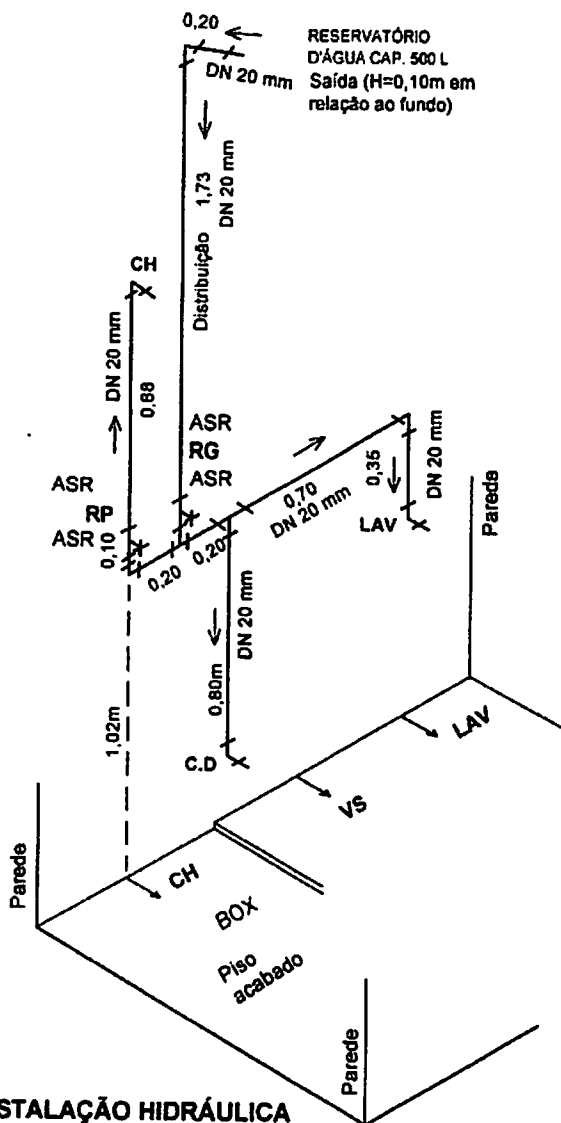 0,20
RESERVATÓRIO
D'ÁGUA CAP. 500 L
Saída (H=0,10m em
relação ao fundo)
DN 20 mm
Distribuição 1,73
DN 20 mm
CH
DN 20 mm
0,88
ASR
RG
ASR
ASR
RP
ASR
0,10
0,20
0,20
0,70
DN 20 mm
0,35
DN 20 mm
LAV
DN 20 mm
0,80m
C.D
1,02m
Parede
LAV
VS
CH
BOX
Piso
acabado
Parede
Parede
STALAÇÃO HIDRÁULICA